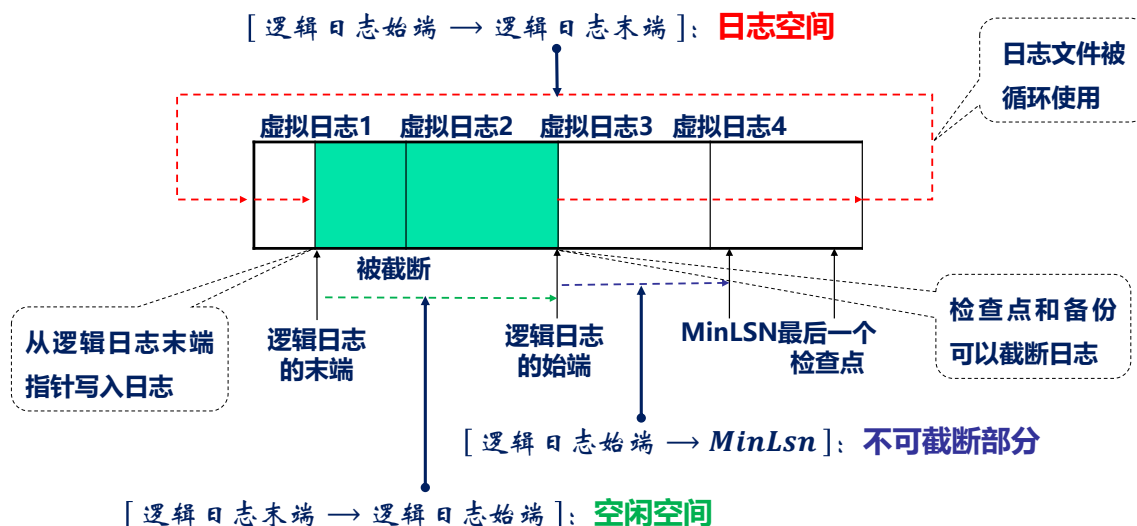 [逻辑日志始端 → 逻辑日志末端]: 日志空间
日志文件被
循环使用
虚拟日志1 虚拟日志2 虚拟日志3 虚拟日志4
被截断
从逻辑日志末端
指针写入日志
逻辑日志
的末端
逻辑日志
的始端
MinLSN最后一个
检查点
检查点和备份
可以截断日志
[逻辑日志始端 → MinLsn]: 不可截断部分
[逻辑日志末端 → 逻辑日志始端]: 空闲空间